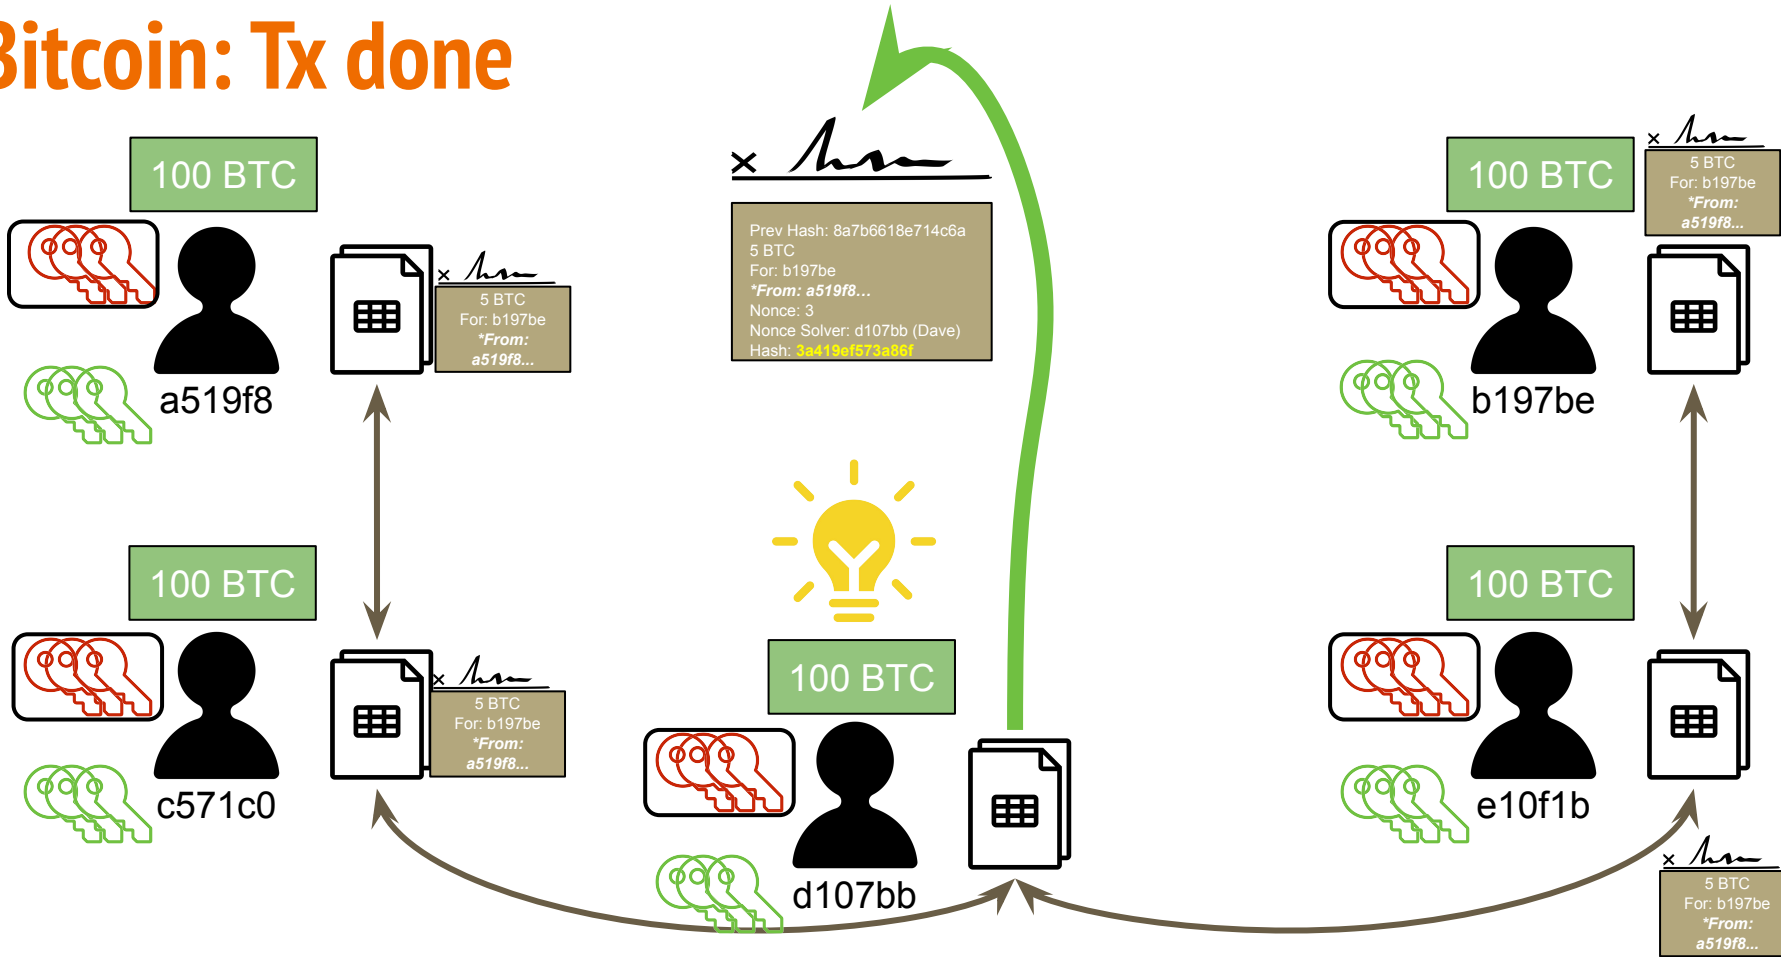 Bitcoin: Tx done
100 BTC
a519f8
5 BTC
For: b197be
*From:
a519f8...
Prev Hash: 8a7b6618e714c6a
5 BTC
For: b197be
*From: a519f8...
Nonce: 3
Nonce Solver: d107bb (Dave)
Hash: 3a419ef573a86f
100 BTC
5 BTC
For: b197be
*From:
a519f8...
b197be
100 BTC
c571c0
5 BTC
For: b197be
*From:
a519f8...
100 BTC
d107bb
100 BTC
e10f1b
5 BTC
For: b197be
*From:
a519f8...